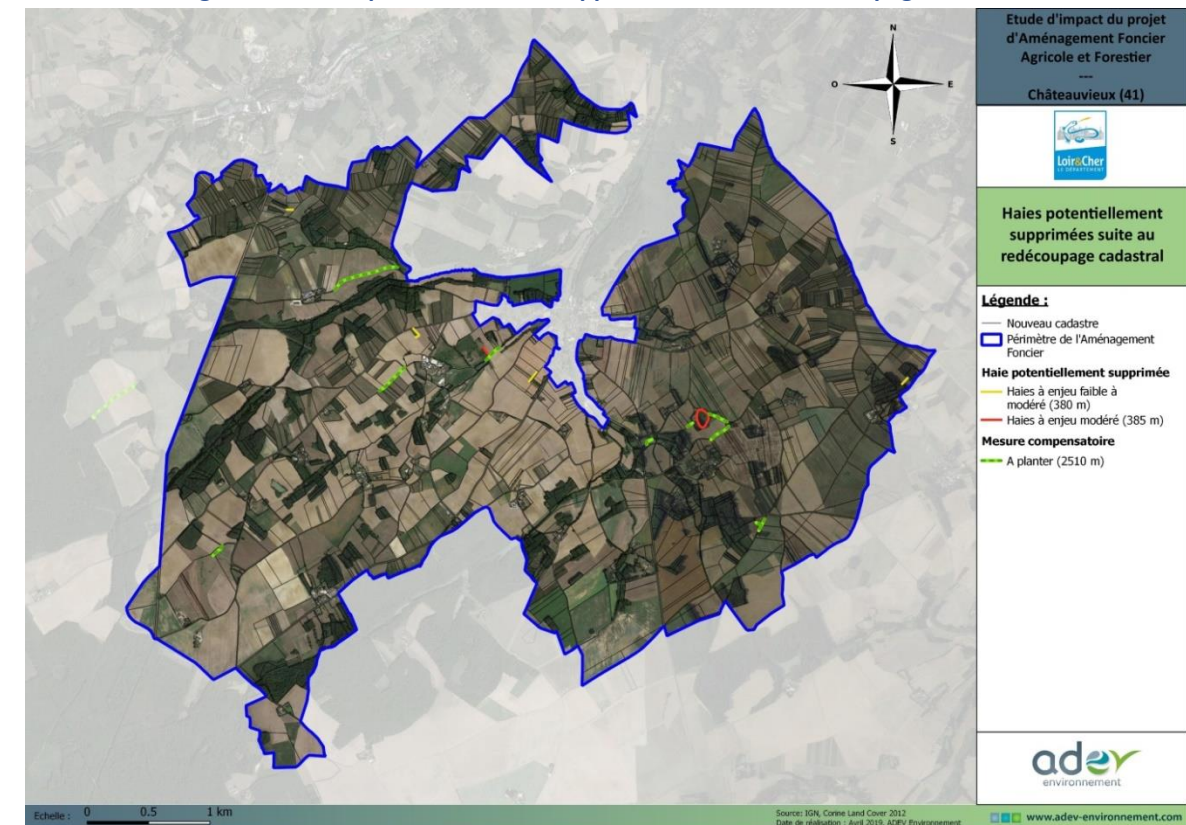 Etude d'impact du projet
d'Aménagement Foncier
Agricole et Forestier
---
Châteauvieux (41)
Loir&Cher
LE DÉPARTEMENT
Haies potentiellement
supprimées suite au
redécoupage cadastral
Légende :
Nouveau cadastre
Périmètre de l'Aménagement
Foncier
Haie potentiellement supprimée
Haies à enjeu faible à
modéré (380 m)
Haies à enjeu modéré (385 m)
Mesure compensatoire
A planter (2510 m)
N
O
E
S
adev
environnement
Echelle : 0 0.5 1 km
Source: IGN, Corine Land Cover 2012
Date de réalisation : Avril 2019, ADEV Environnement
www.adev-environnement.com